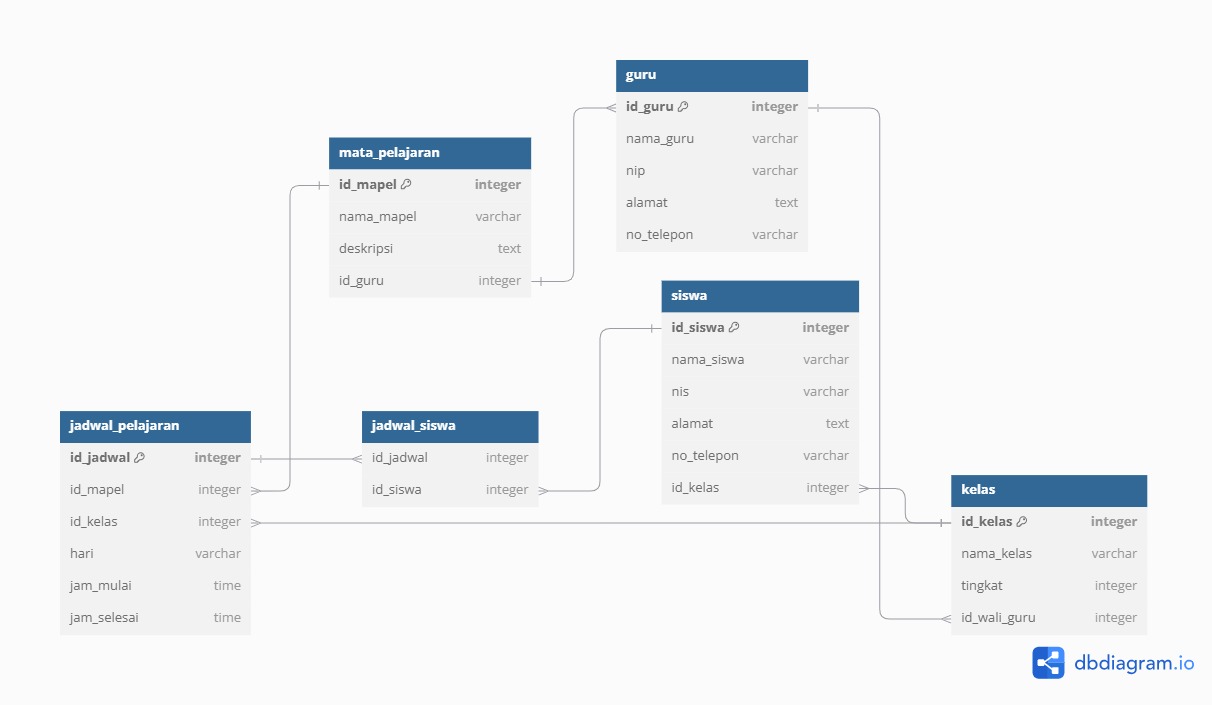 guru
id_guru integer
nama_guru varchar
nip varchar
alamat text
no_telepon varchar
mata_pelajaran
id_mapel integer
nama_mapel varchar
deskripsi text
id_guru integer
siswa
id_siswa integer
nama_siswa varchar
nis varchar
alamat text
no_telepon varchar
id_kelas integer
jadwal_pelajaran
id_jadwal integer
id_mapel integer
id_kelas integer
hari varchar
jam_mulai time
jam_selesai time
jadwal_siswa
id_jadwal integer
id_siswa integer
kelas
id_kelas integer
nama_kelas varchar
tingkat integer
id_wali_guru integer
dbdiagram.io